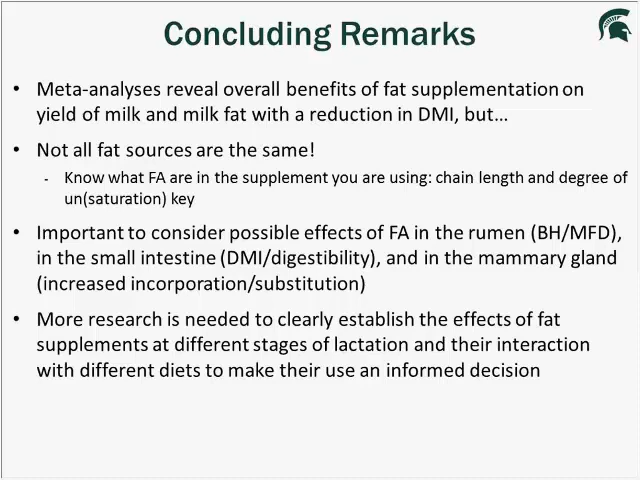 Concluding Remarks
• Meta-analyses reveal overall benefits of fat supplementation on
yield of milk and milk fat with a reduction in DMI, but…
• Not all fat sources are the same!
- Know what FA are in the supplement you are using: chain length and degree of
un(saturation) key
• Important to consider possible effects of FA in the rumen (BH/MFD),
in the small intestine (DMI/digestibility), and in the mammary gland
(increased incorporation/substitution)
• More research is needed to clearly establish the effects of fat
supplements at different stages of lactation and their interaction
with different diets to make their use an informed decision